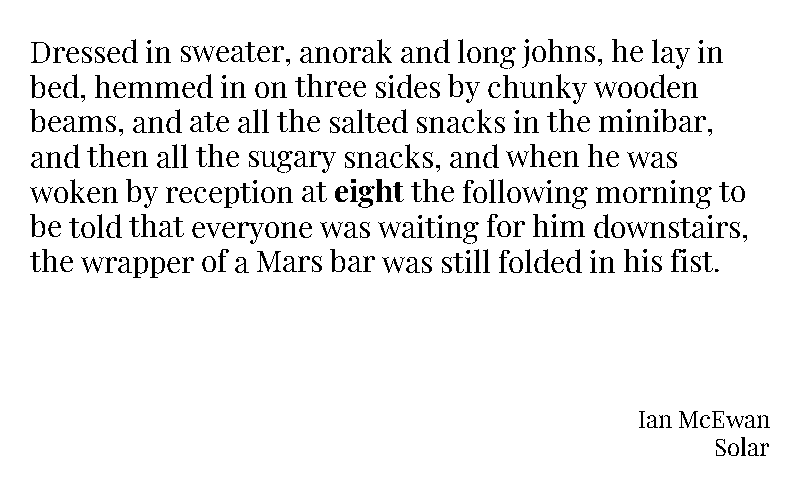 Dressed in sweater, anorak and long johns, he lay in
bed, hemmed in on three sides by chunky wooden
beams, and ate all the salted snacks in the minibar,
and then all the sugary snacks, and when he was
woken by reception at eight the following morning to
be told that everyone was waiting for him downstairs,
the wrapper of a Mars bar was still folded in his fist.
Ian McEwan
Solar